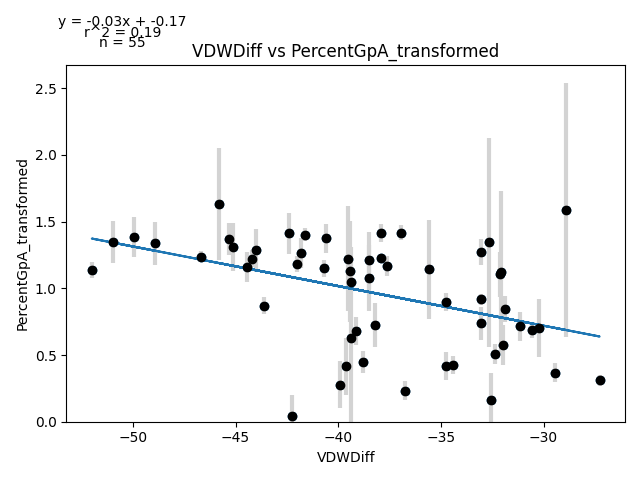 y = -0.03x + -0.17
r^2 = 0.19
n = 55
VDWDiff vs PercentGpA_transformed
PercentGpA_transformed
2.5
2.0
1.5
1.0
0.5
0.0
−50
−45
−40
−35
−30
VDWDiff